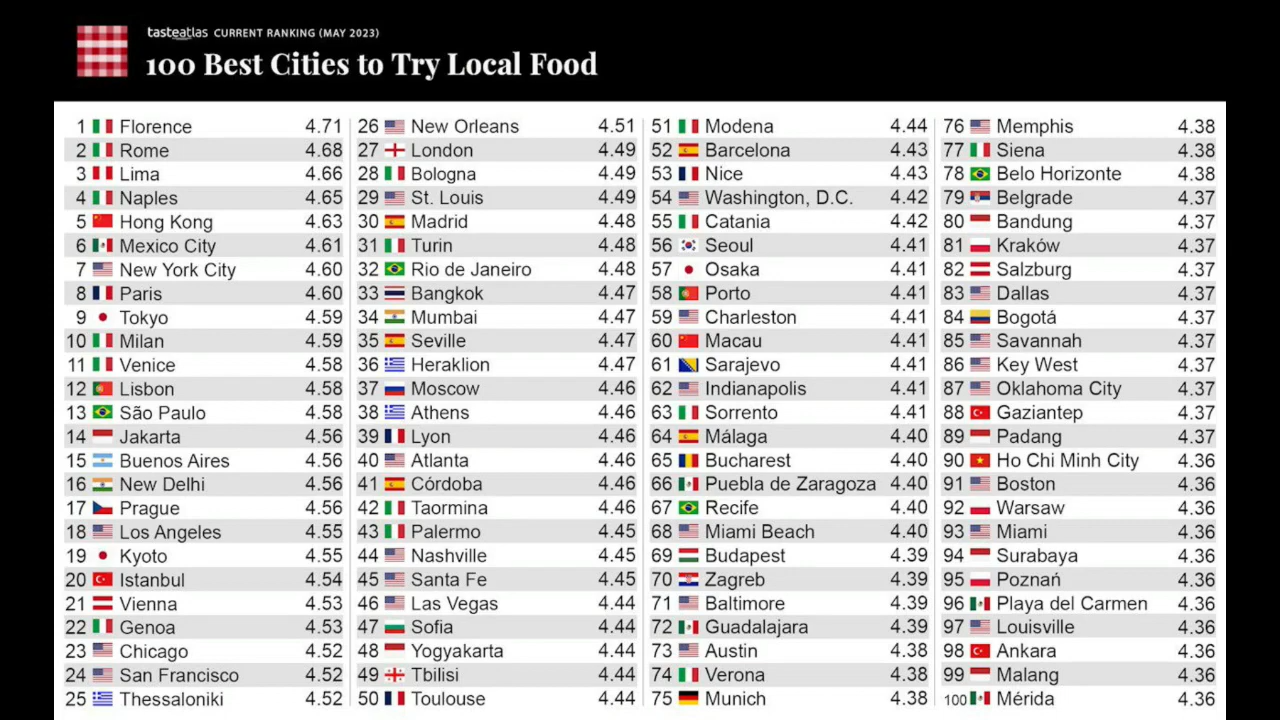 tasteatlas CURRENT RANKING (MAY 2023)
100 Best Cities to Try Local Food
1 Florence 4.71
2 Rome 4.68
3 Lima 4.66
4 Naples 4.65
5 Hong Kong 4.63
6 Mexico City 4.61
7 New York City 4.60
8 Paris 4.60
9 Tokyo 4.59
10 Milan 4.59
11 Venice 4.58
12 Lisbon 4.58
13 São Paulo 4.58
14 Jakarta 4.56
15 Buenos Aires 4.56
16 New Delhi 4.56
17 Prague 4.56
18 Los Angeles 4.55
19 Kyoto 4.55
20 Istanbul 4.54
21 Vienna 4.53
22 Genoa 4.53
23 Chicago 4.52
24 San Francisco 4.52
25 Thessaloniki 4.52
26 New Orleans 4.51
27 London 4.49
28 Bologna 4.49
29 St. Louis 4.49
30 Madrid 4.48
31 Turin 4.48
32 Rio de Janeiro 4.48
33 Bangkok 4.47
34 Mumbai 4.47
35 Seville 4.47
36 Heraklion 4.47
37 Moscow 4.46
38 Athens 4.46
39 Lyon 4.46
40 Atlanta 4.46
41 Córdoba 4.46
42 Taormina 4.46
43 Palermo 4.45
44 Nashville 4.45
45 Santa Fe 4.45
46 Las Vegas 4.44
47 Sofia 4.44
48 Yogyakarta 4.44
49 Tbilisi 4.44
50 Toulouse 4.44
51 Modena 4.44
52 Barcelona 4.43
53 Nice 4.43
54 Washington, D.C. 4.42
55 Catania 4.42
56 Seoul 4.41
57 Osaka 4.41
58 Porto 4.41
59 Charleston 4.41
60 Macau 4.41
61 Sarajevo 4.41
62 Indianapolis 4.41
63 Sorrento 4.41
64 Málaga 4.40
65 Bucharest 4.40
66 Puebla de Zaragoza 4.40
67 Recife 4.40
68 Miami Beach 4.40
69 Budapest 4.39
70 Zagreb 4.39
71 Baltimore 4.39
72 Guadalajara 4.39
73 Austin 4.38
74 Verona 4.38
75 Munich 4.38
76 Memphis 4.38
77 Siena 4.38
78 Belo Horizonte 4.38
79 Belgrade 4.37
80 Bandung 4.37
81 Kraków 4.37
82 Salzburg 4.37
83 Dallas 4.37
84 Bogotá 4.37
85 Savannah 4.37
86 Key West 4.37
87 Oklahoma City 4.37
88 Gaziantep 4.37
89 Padang 4.37
90 Ho Chi Minh City 4.36
91 Boston 4.36
92 Warsaw 4.36
93 Miami 4.36
94 Surabaya 4.36
95 Poznań 4.36
96 Playa del Carmen 4.36
97 Louisville 4.36
98 Ankara 4.36
99 Malang 4.36
100 Mérida 4.36